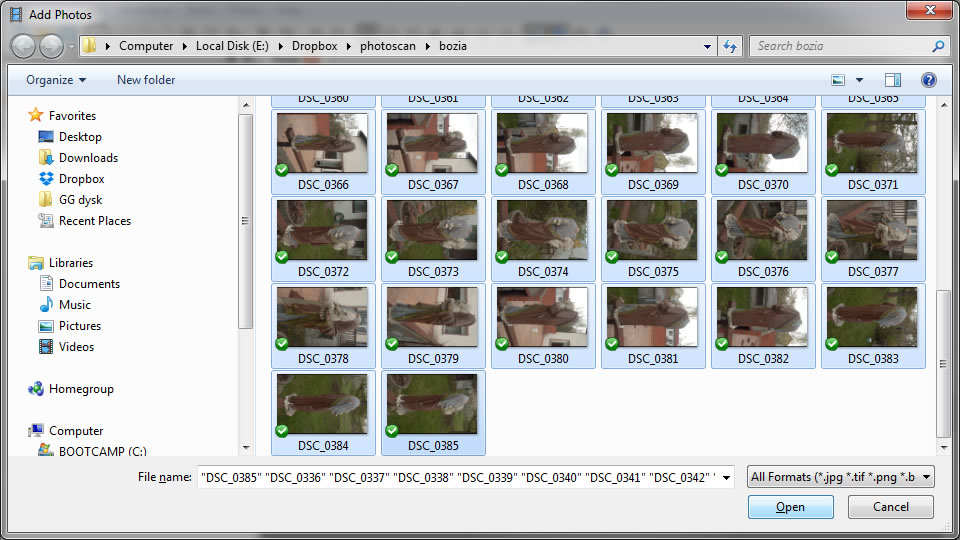 Add Photos
Computer Local Disk (E:) Dropbox photoscan bozia
Search bozia
Organize New folder
Favorites
Desktop
Downloads
Dropbox
GG dysk
Recent Places
Libraries
Documents
Music
Pictures
Videos
Homegroup
Computer
BOOTCAMP (C:)
DSC_0360 DSC_0361 DSC_0362 DSC_0363 DSC_0364 DSC_0365
DSC_0366 DSC_0367 DSC_0368 DSC_0369 DSC_0370 DSC_0371
DSC_0372 DSC_0373 DSC_0374 DSC_0375 DSC_0376 DSC_0377
DSC_0378 DSC_0379 DSC_0380 DSC_0381 DSC_0382 DSC_0383
DSC_0384 DSC_0385
File name: "DSC_0385" "DSC_0336" "DSC_0337" "DSC_0338" "DSC_0339" "DSC_0340" "DSC_0341" "DSC_0342" "
All Formats (*.jpg *.tif *.png *.b
Open Cancel